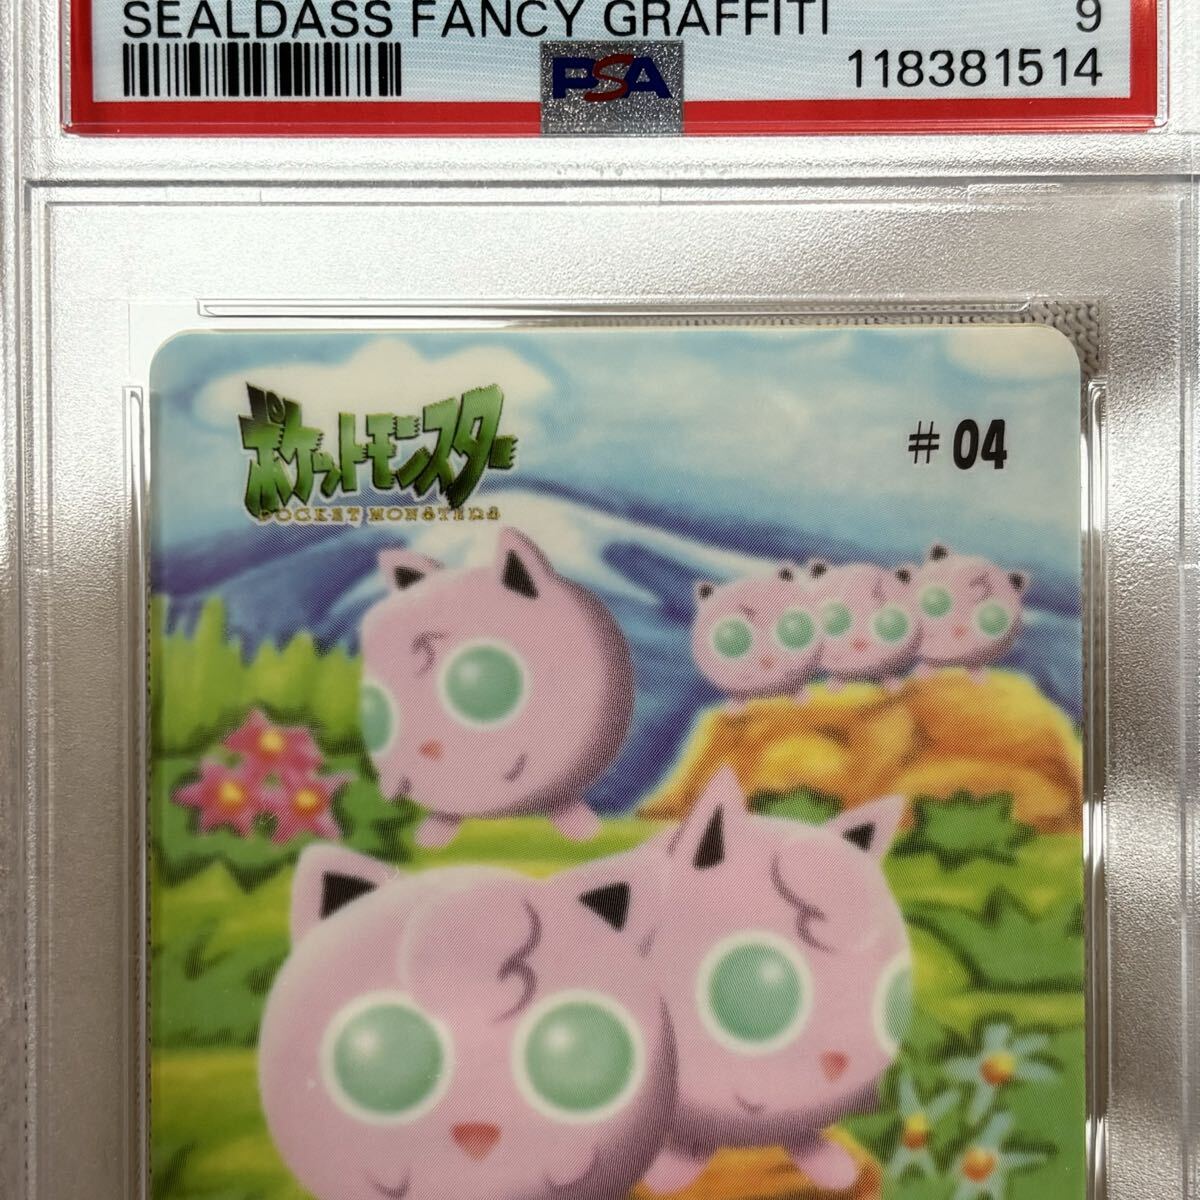 SEALDASS FANCY GRAFFITI 9
PSA 118381514
ポケットモンスター
POCKET MONSTERS
# 04